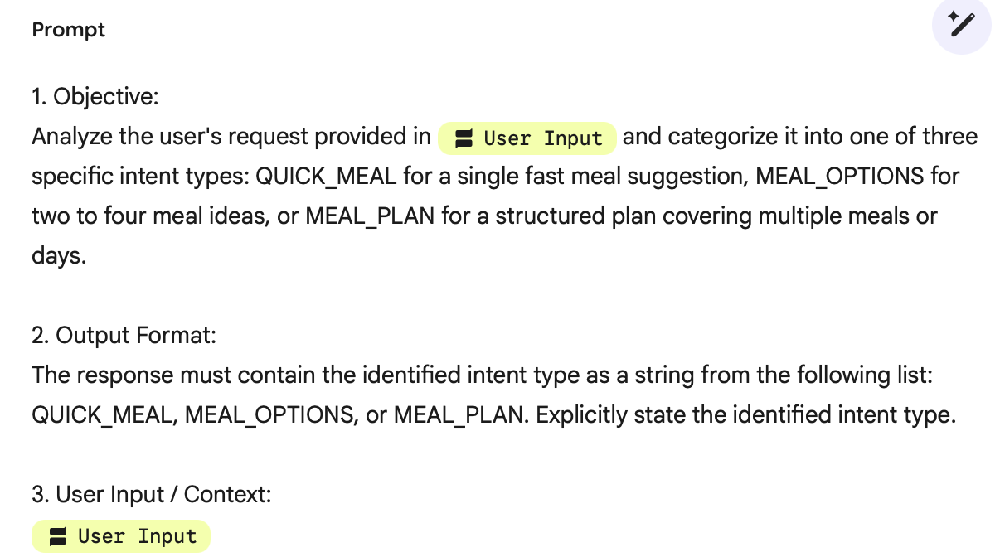 Prompt
1. Objective:
Analyze the user's request provided in User Input and categorize it into one of three
specific intent types: QUICK_MEAL for a single fast meal suggestion, MEAL_OPTIONS for
two to four meal ideas, or MEAL_PLAN for a structured plan covering multiple meals or
days.
2. Output Format:
The response must contain the identified intent type as a string from the following list:
QUICK_MEAL, MEAL_OPTIONS, or MEAL_PLAN. Explicitly state the identified intent type.
3. User Input / Context:
User Input